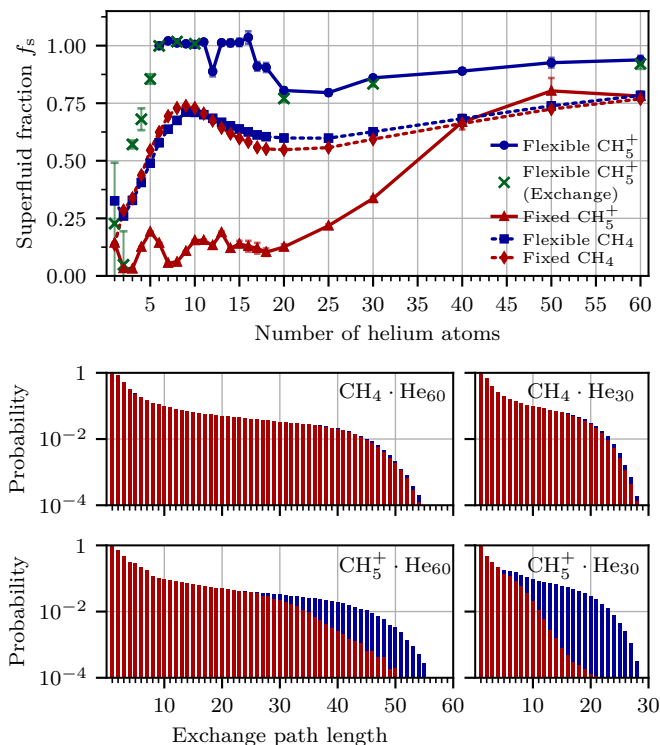 Superfluid fraction fₛ
1.00
0.75
0.50
0.25
0.00
Flexible CH₅⁺
Flexible CH₅⁺
(Exchange)
Fixed CH₅⁺
Flexible CH₄
Fixed CH₄
5 10 15 20 25 30 35 40 45 50 55 60
Number of helium atoms
Probability
1
10⁻²
10⁻⁴
CH₄ · He₆₀
CH₄ · He₃₀
Probability
1
10⁻²
10⁻⁴
CH₅⁺ · He₆₀
CH₅⁺ · He₃₀
10 20 30 40 50 60
10 20 30
Exchange path length